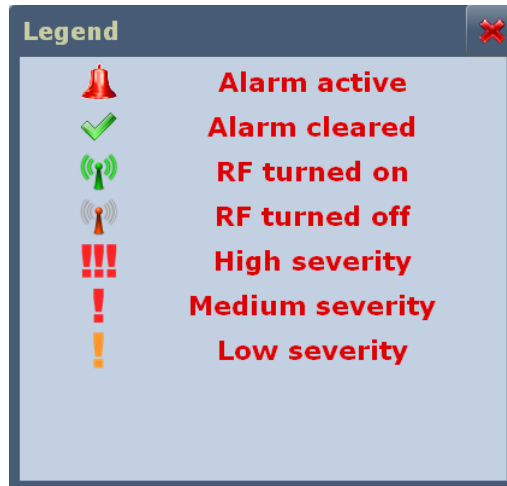 Legend
Alarm active
Alarm cleared
RF turned on
RF turned off
High severity
Medium severity
Low severity